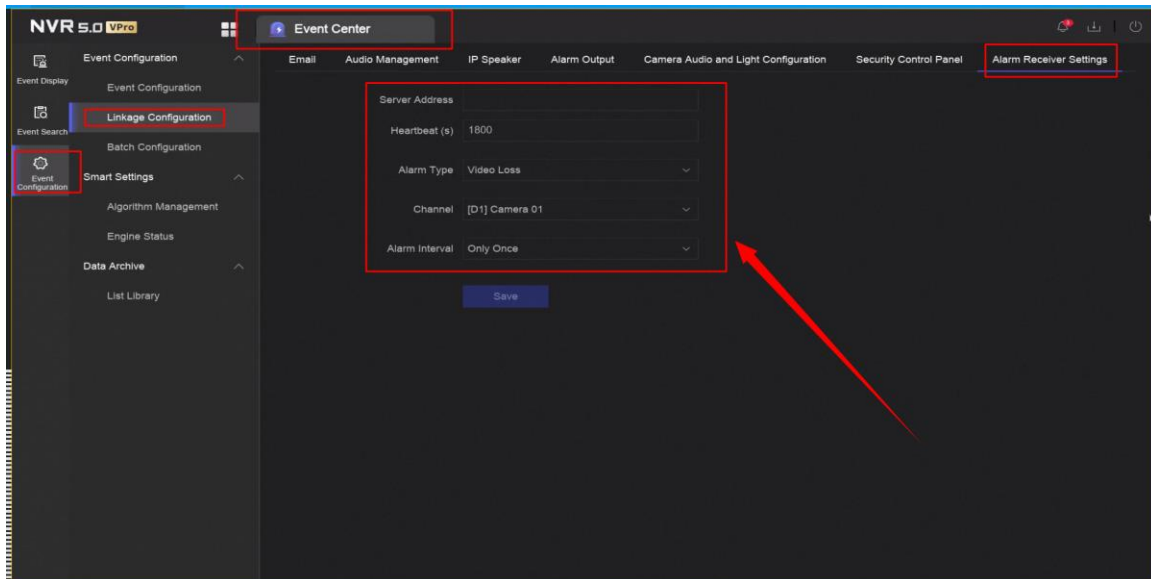 NVR 5.0 VPro
Event Center
Event Display
Event Search
Event Configuration
Event Configuration
Event Configuration
Linkage Configuration
Batch Configuration
Smart Settings
Algorithm Management
Engine Status
Data Archive
List Library
Email Audio Management IP Speaker Alarm Output Camera Audio and Light Configuration Security Control Panel Alarm Receiver Settings
Server Address
Heartbeat (s) 1800
Alarm Type Video Loss
Channel [D1] Camera 01
Alarm Interval Only Once
Save